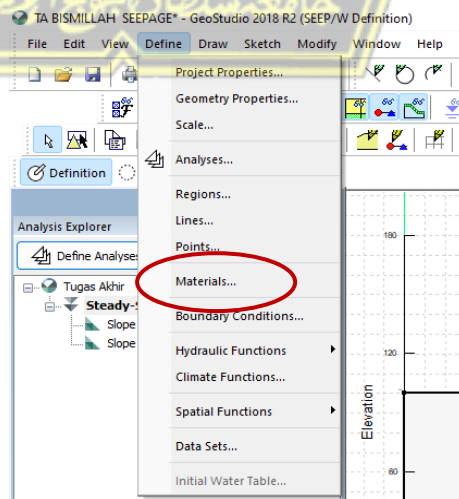 TA BISMILLAH SEEPAGE* - GeoStudio 2018 R2 (SEEP/W Definition)
File Edit View Define Draw Sketch Modify Window Help
Project Properties...
Geometry Properties...
Scale...
Analyses...
Definition
Regions...
Lines...
Analysis Explorer
Points...
180
Define Analyses
Materials...
Tugas Akhir
Steady-S
Boundary Conditions...
Slope
Slope
Hydraulic Functions
120
Climate Functions...
Elevation
Spatial Functions
Data Sets...
60
Initial Water Table...